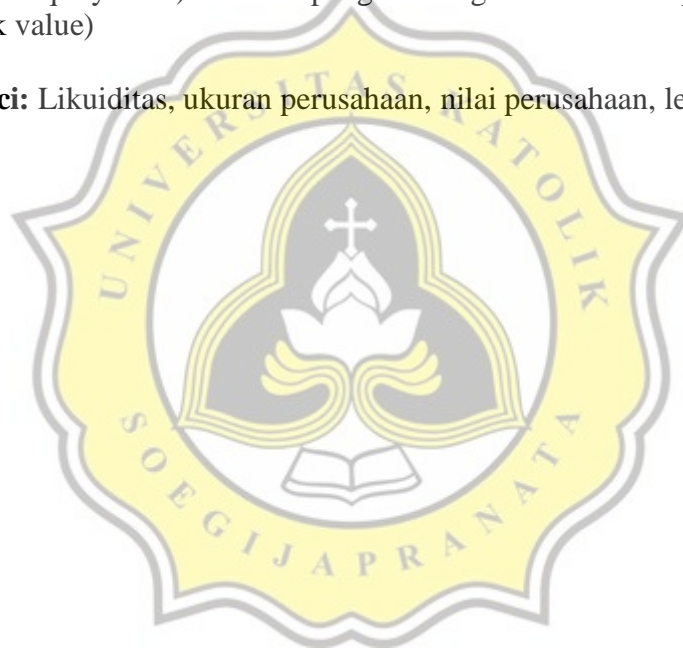 k value)
ci: Likuiditas, ukuran perusahaan, nilai perusahaan, le
UNIVERSITAS KATOLIK
SOEGIJAPRANATA